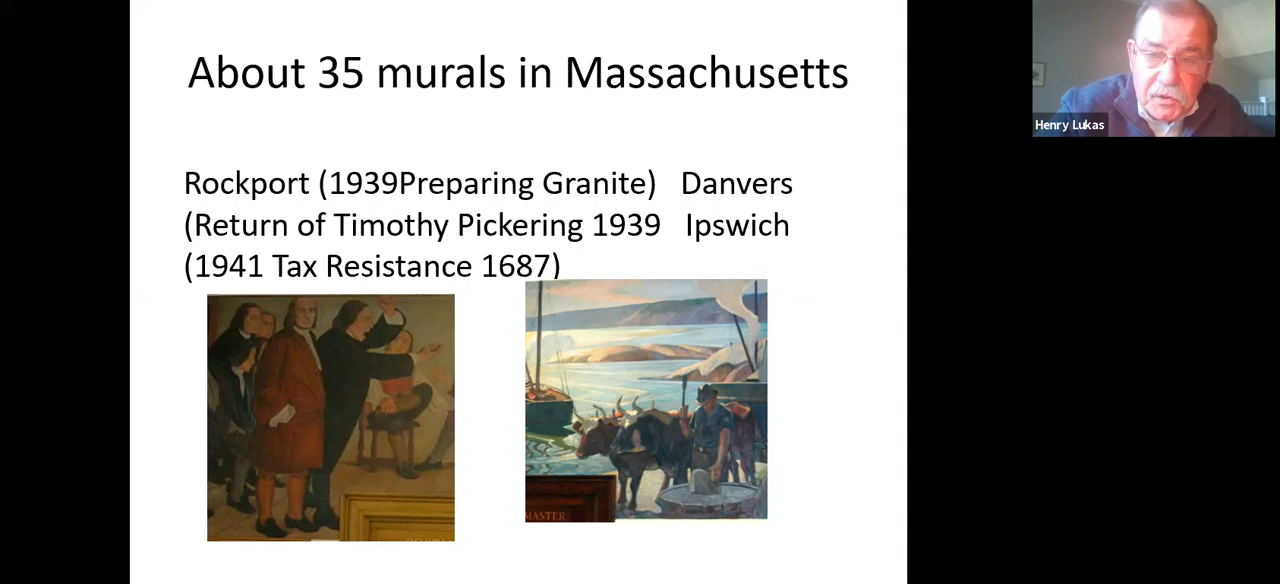 About 35 murals in Massachusetts
Henry Lukas
Rockport (1939Preparing Granite) Danvers
(Return of Timothy Pickering 1939 Ipswich
(1941 Tax Resistance 1687)
MASTER